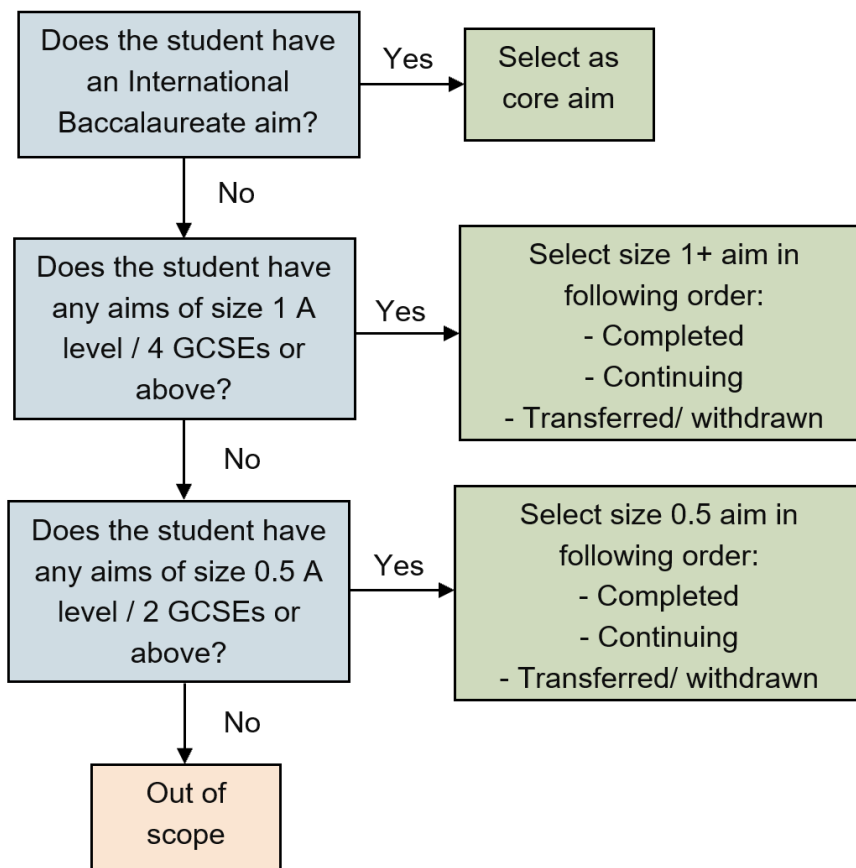 Does the student have
an International
Baccalaureate aim?
Yes
Select as
core aim
No
Does the student have
any aims of size 1 A
level / 4 GCSEs or
above?
Yes
Select size 1+ aim in
following order:
- Completed
- Continuing
- Transferred/ withdrawn
No
Does the student have
any aims of size 0.5 A
level / 2 GCSEs or
above?
Yes
Select size 0.5 aim in
following order:
- Completed
- Continuing
- Transferred/ withdrawn
No
Out of
scope